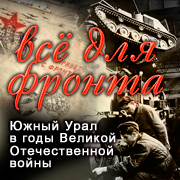 всё для
фронта
Южный Урал
в годы Великой
Отечественной
войны